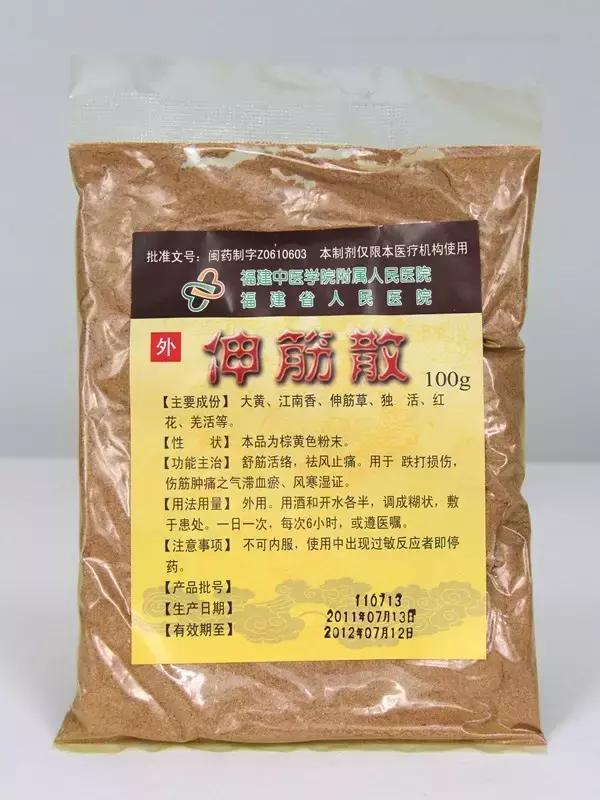 批准文号：闽药制字Z0610603 本制剂仅限本医疗机构使用
福建中医学院附属人民医院
福建省人民医院
外 伸筋散 100g
【主要成份】 大黄、江南香、伸筋草、独 活、红
花、羌活等。
【性 状】 本品为棕黄色粉末。
【功能主治】 舒筋活络，祛风止痛。用于 跌打损伤，
伤筋肿痛之气滞血瘀、风寒湿证。
【用法用量】 外用。用酒和开水各半，调成糊状，敷
于患处。一日一次，每次6小时，或遵医嘱。
【注意事项】 不可内服，使用中出现过敏反应者即停
药。
【产品批号】 110713
【生产日期】 2011年07月13日
【有效期至】 2012年07月12日